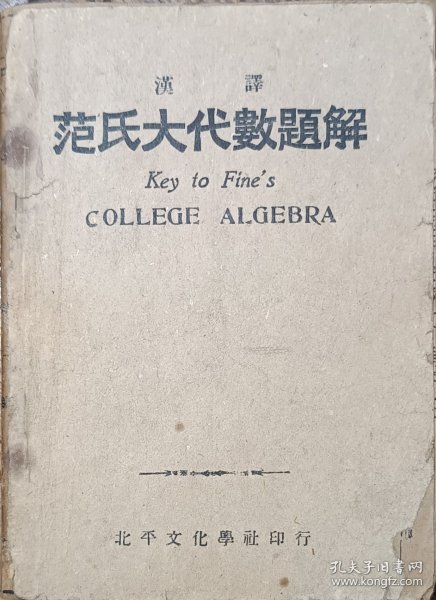 漢 譯
范氏大代數題解
Key to Fine's
COLLEGE ALGEBRA
北平文化學社印行
孔夫子旧书网
www.kongfz.com